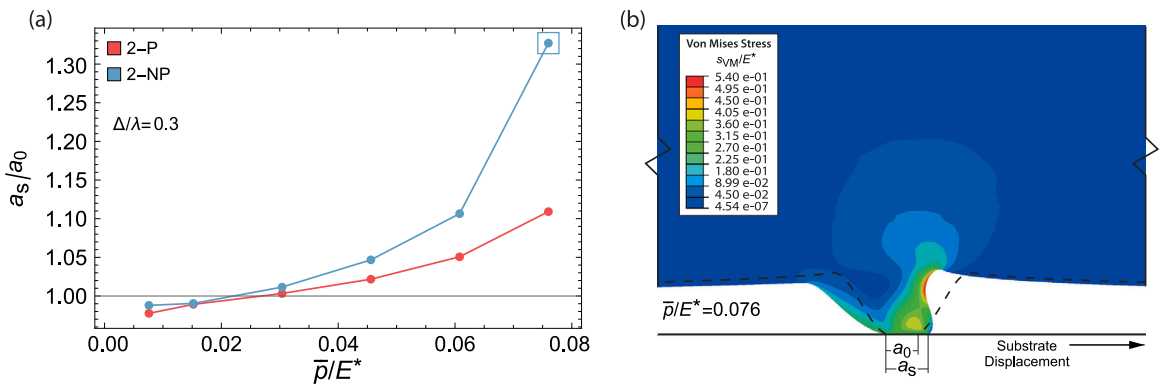 (a)
2-P
2-NP
Δ/λ=0.3
a_s/a_0
1.30
1.25
1.20
1.15
1.10
1.05
1.00
0.00 0.02 0.04 0.06 0.08
p̅/E*
(b)
Von Mises Stress
s_VM/E*
5.40 e-01
4.95 e-01
4.50 e-01
4.05 e-01
3.60 e-01
3.15 e-01
2.70 e-01
2.25 e-01
1.80 e-01
8.99 e-02
4.50 e-02
4.54 e-07
p̅/E*=0.076
a_0
a_s
Substrate
Displacement